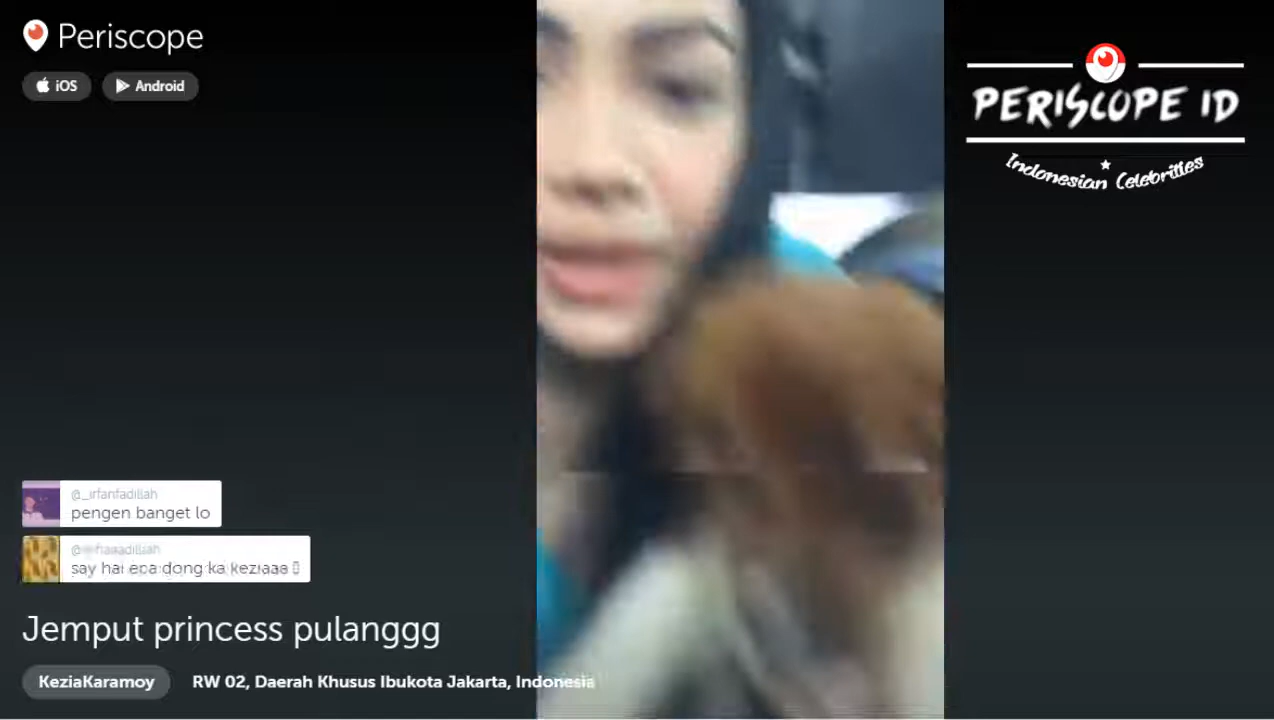 Periscope
iOS
Android
PERISCOPE ID
Indonesian Celebrities
@_irfanfadillah
pengen banget lo
say hai eca dong ka keziaaa
Jemput princess pulanggg
KeziaKaramoy
RW 02, Daerah Khusus Ibukota Jakarta, Indonesia